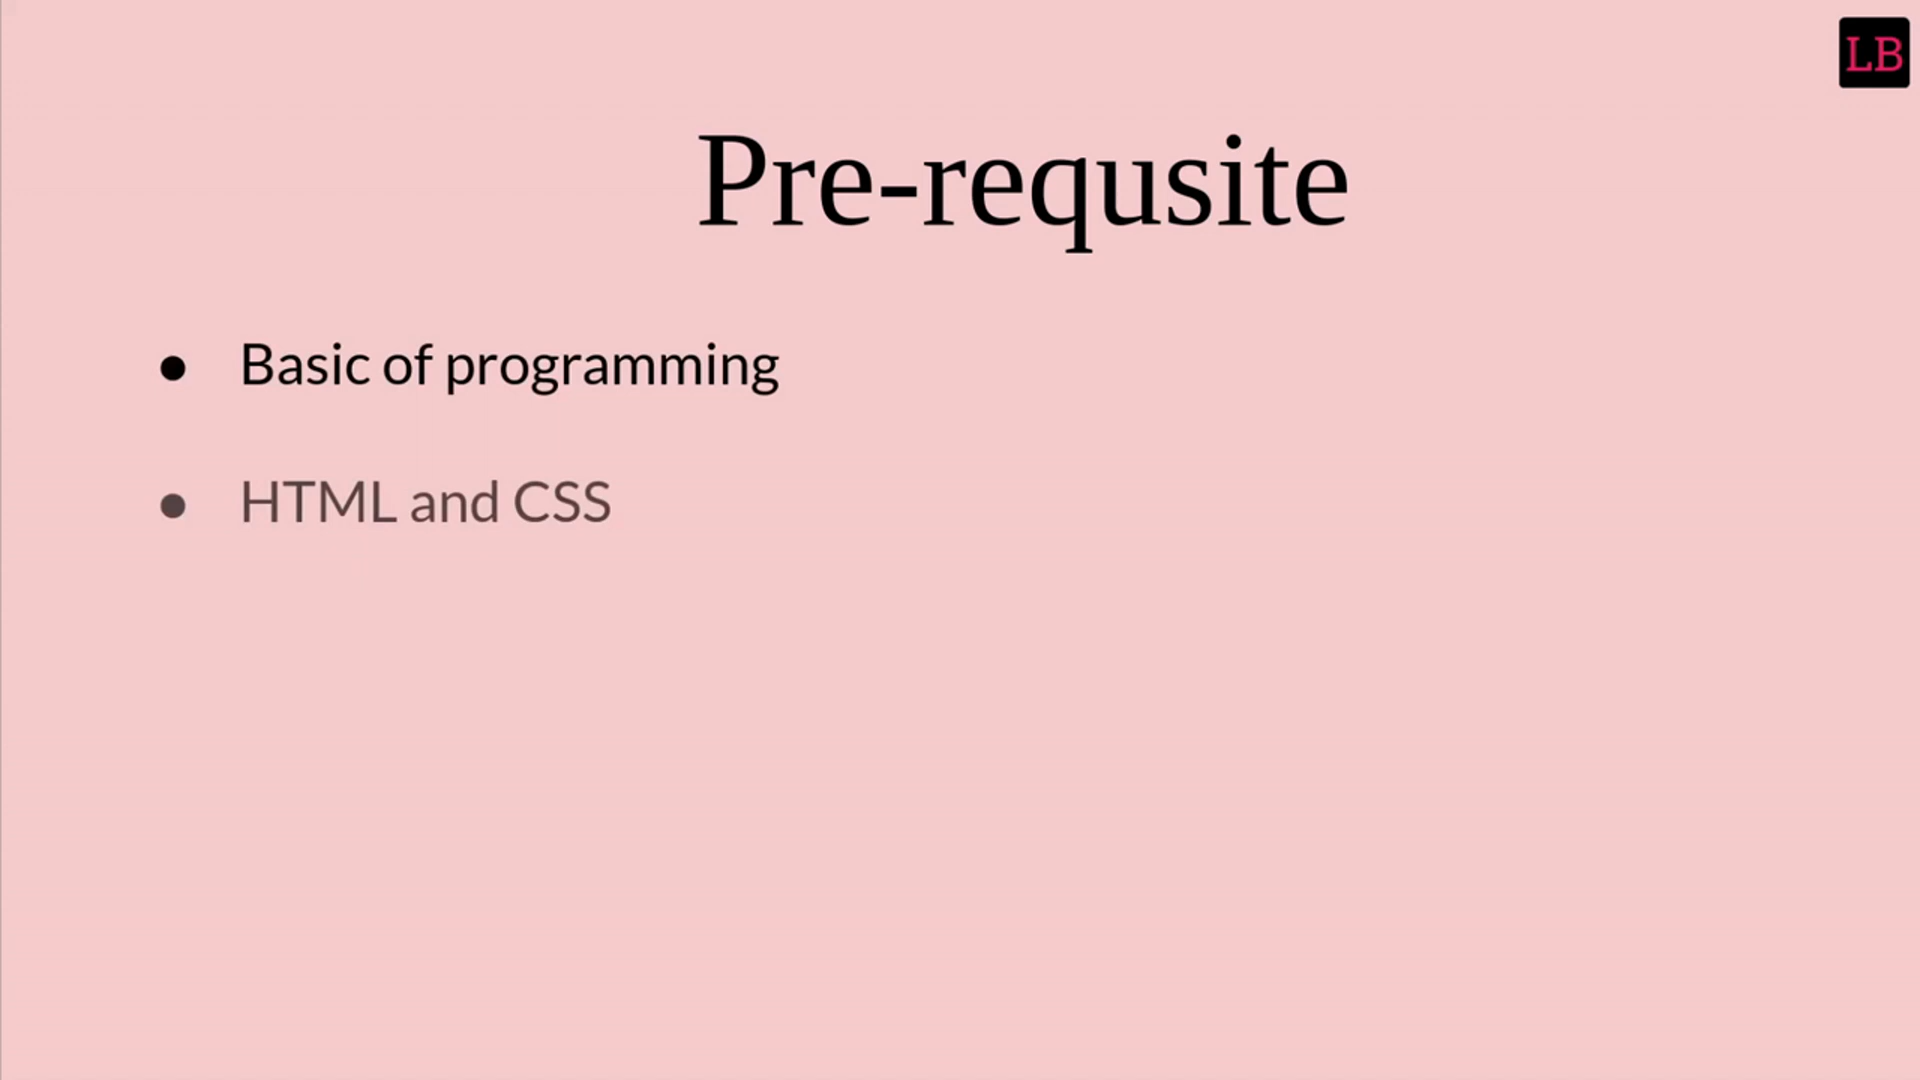 LB
Pre-requsite
● Basic of programming
● HTML and CSS